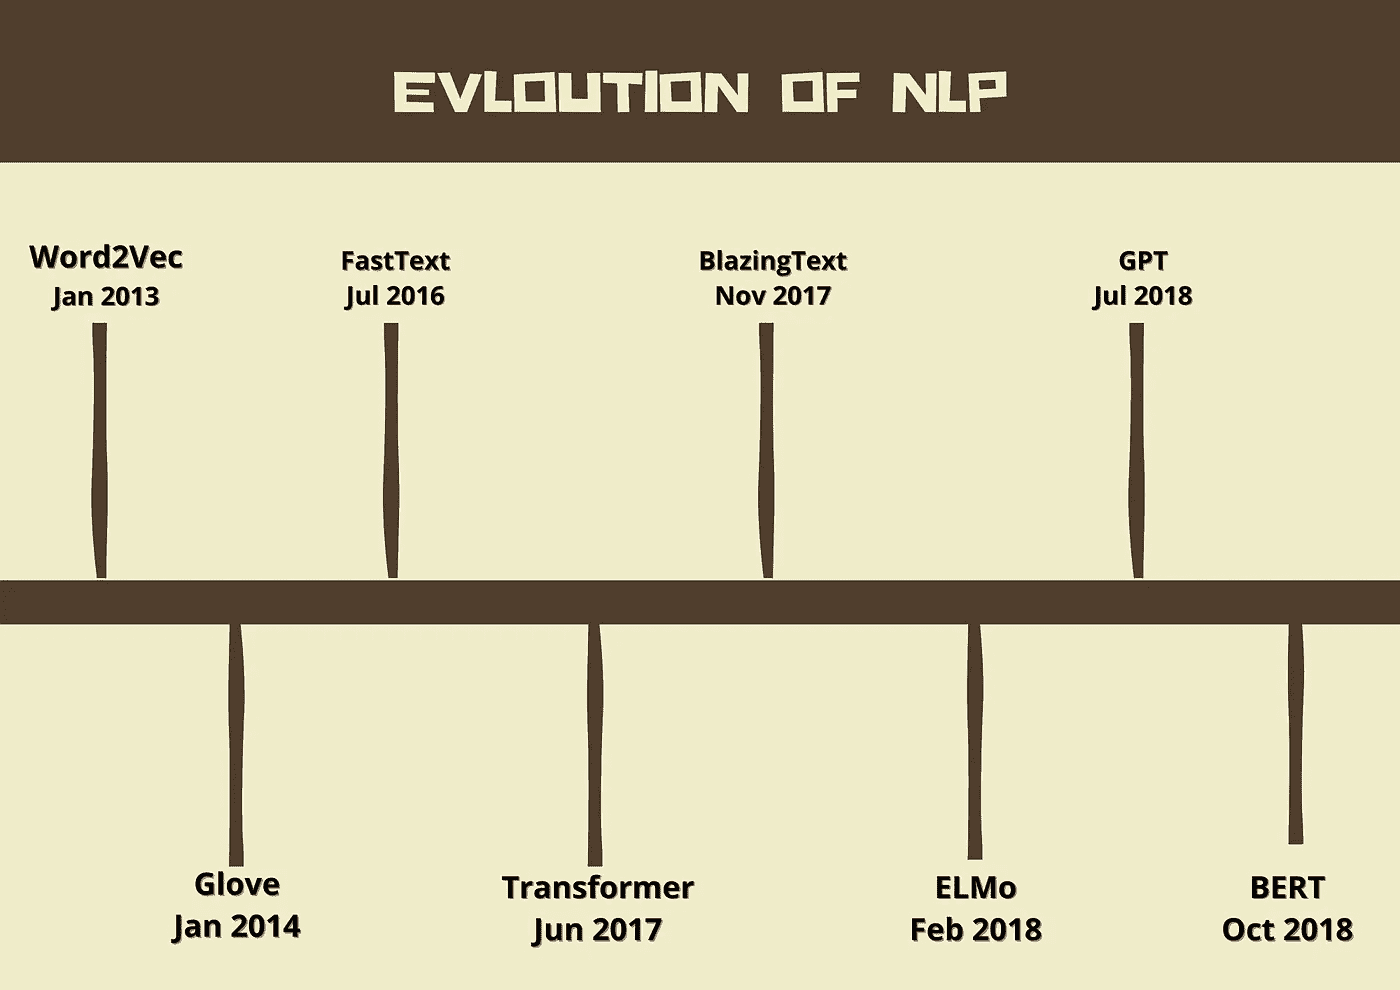 EVLOUTION OF NLP
Word2Vec
Jan 2013
FastText
Jul 2016
BlazingText
Nov 2017
GPT
Jul 2018
Glove
Jan 2014
Transformer
Jun 2017
ELMo
Feb 2018
BERT
Oct 2018